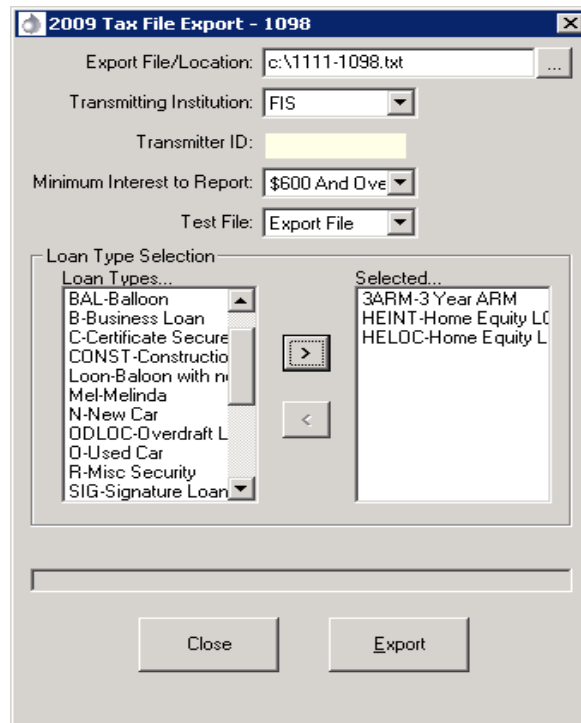 2009 Tax File Export - 1098
Export File/Location: c:\1111-1098.txt ...
Transmitting Institution: FIS
Transmitter ID:
Minimum Interest to Report: $600 And Ove
Test File: Export File
Loan Type Selection
Loan Types... Selected...
BAL-Balloon 3ARM-3 Year ARM
B-Business Loan HEINT-Home Equity LO
C-Certificate Secure HELOC-Home Equity L
CONST-Constructio
Loon-Baloon with n
Mel-Melinda
N-New Car
ODLOC-Overdraft L
O-Used Car
R-Misc Security
SIG-Signature Loan
>
<
Close Export